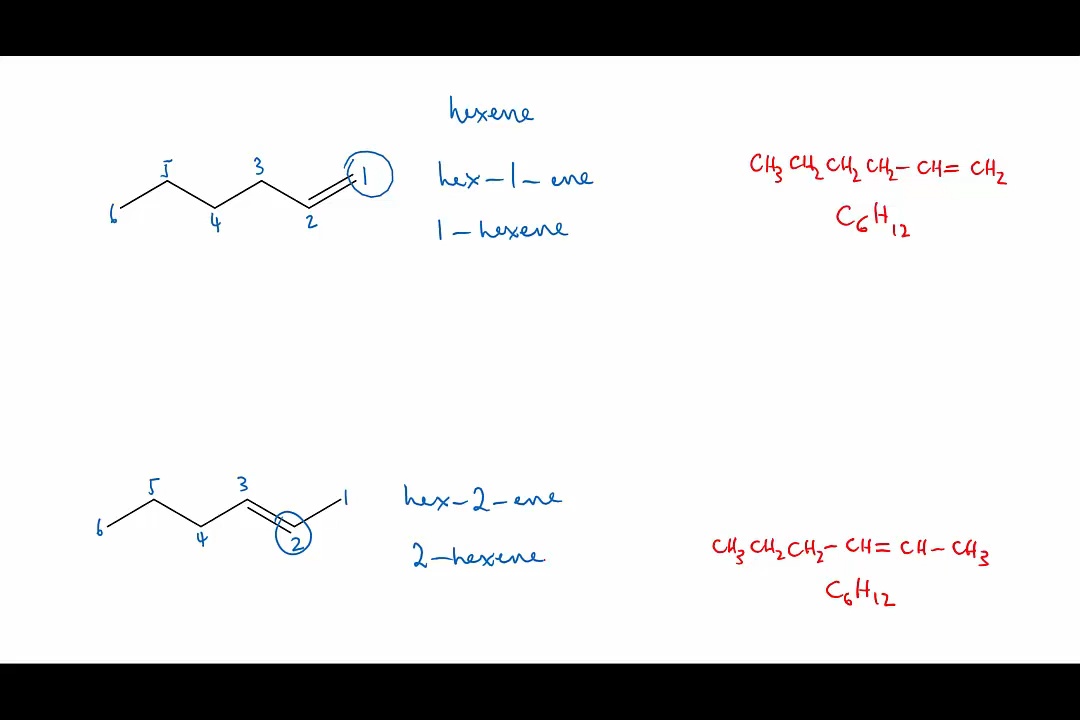 hexene
5 3 1
6 4 2
hex-1-ene
1-hexene
CH₃CH₂CH₂CH₂-CH=CH₂
C₆H₁₂
5 3 1
6 4 2
hex-2-ene
2-hexene
CH₃CH₂CH₂-CH=CH-CH₃
C₆H₁₂